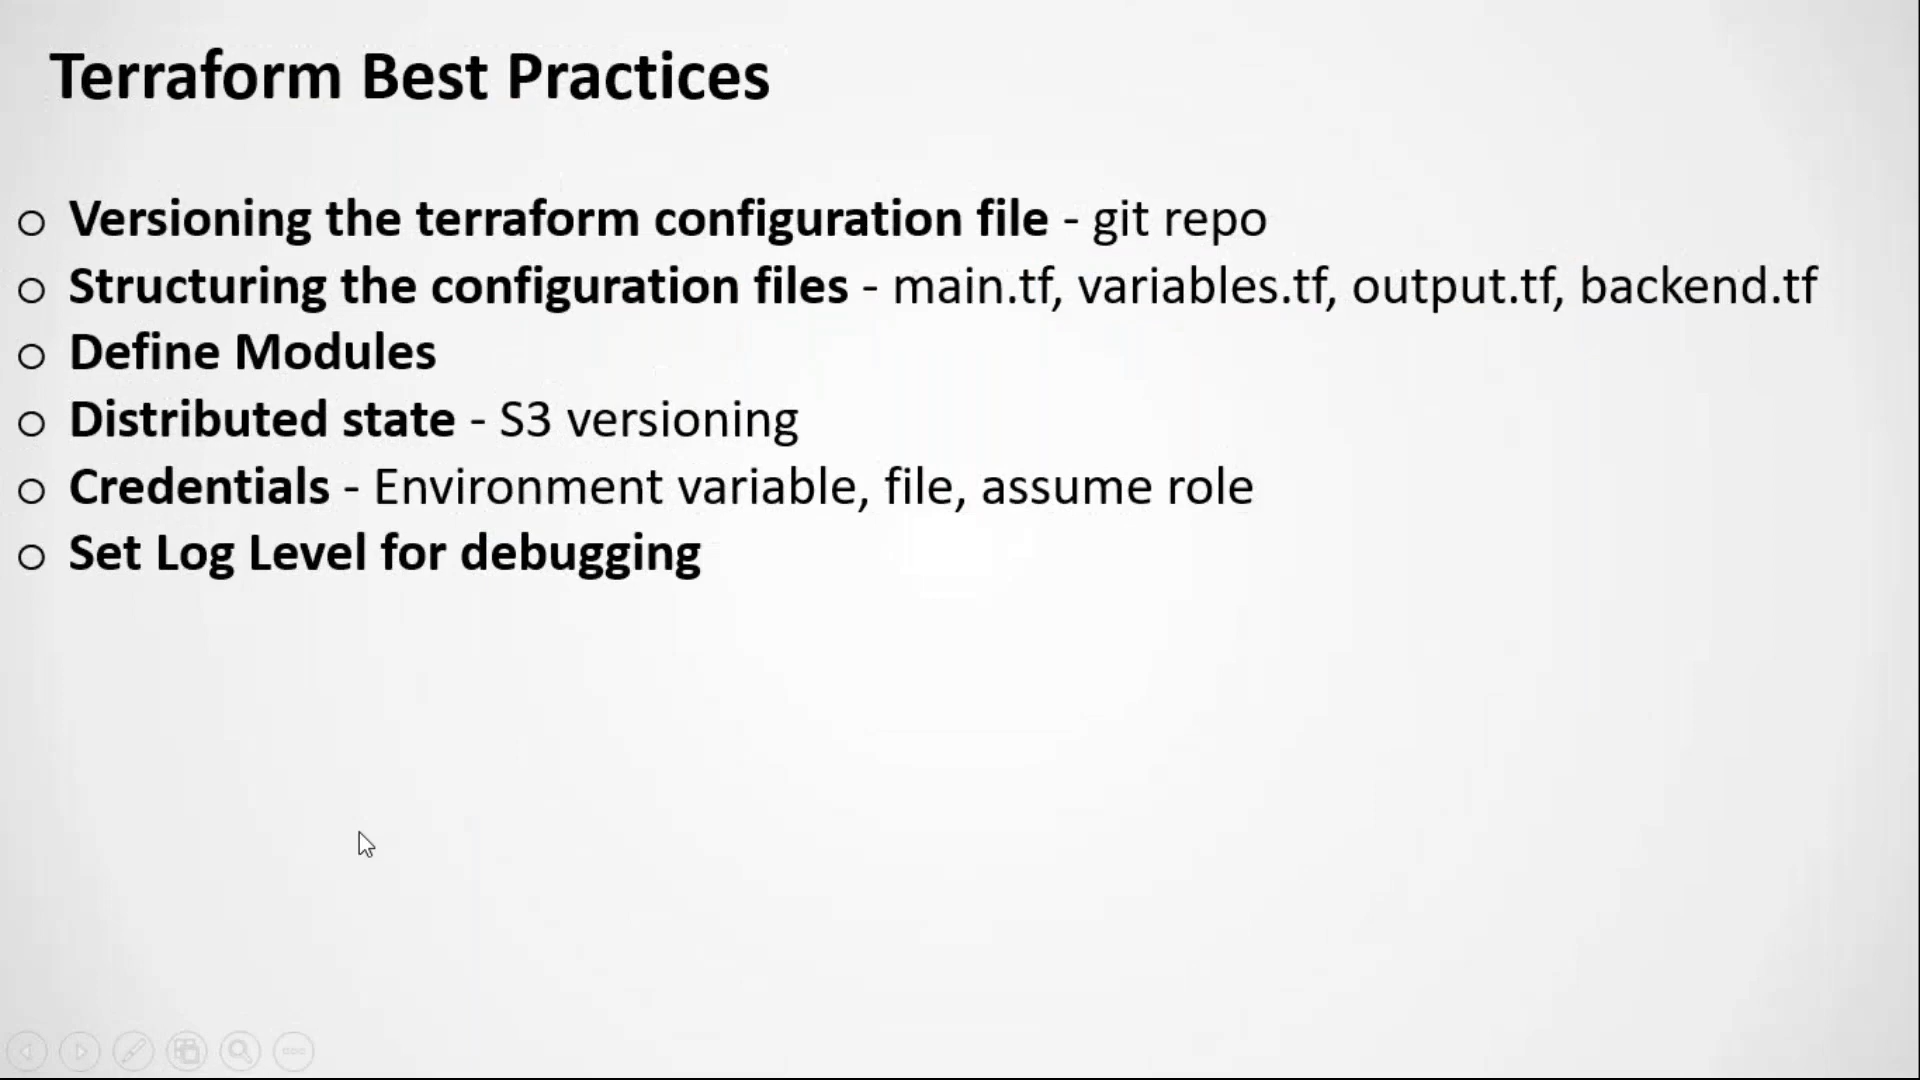 Terraform Best Practices
Versioning the terraform configuration file - git repo
Structuring the configuration files - main.tf, variables.tf, output.tf, backend.tf
Define Modules
Distributed state - S3 versioning
Credentials - Environment variable, file, assume role
Set Log Level for debugging